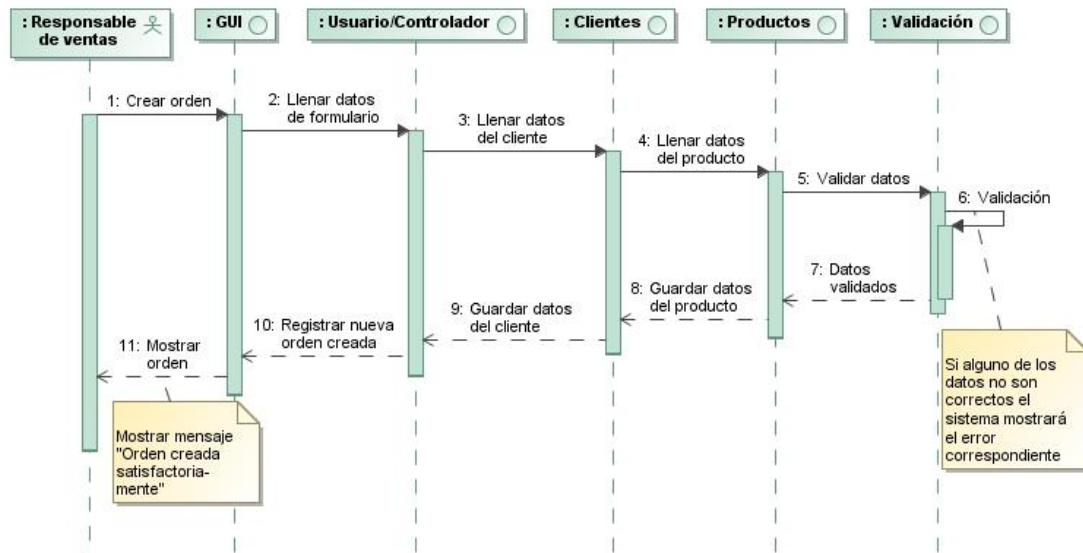 : Responsable
de ventas
: GUI
: Usuario/Controlador
: Clientes
: Productos
: Validación
1: Crear orden
2: Llenar datos
de formulario
3: Llenar datos
del cliente
4: Llenar datos
del producto
5: Validar datos
6: Validación
7: Datos
validados
8: Guardar datos
del producto
9: Guardar datos
del cliente
10: Registrar nueva
orden creada
11: Mostrar
orden
Mostrar mensaje
"Orden creada
satisfactoria-
mente"
Si alguno de los
datos no son
correctos el
sistema mostrará
el error
correspondiente